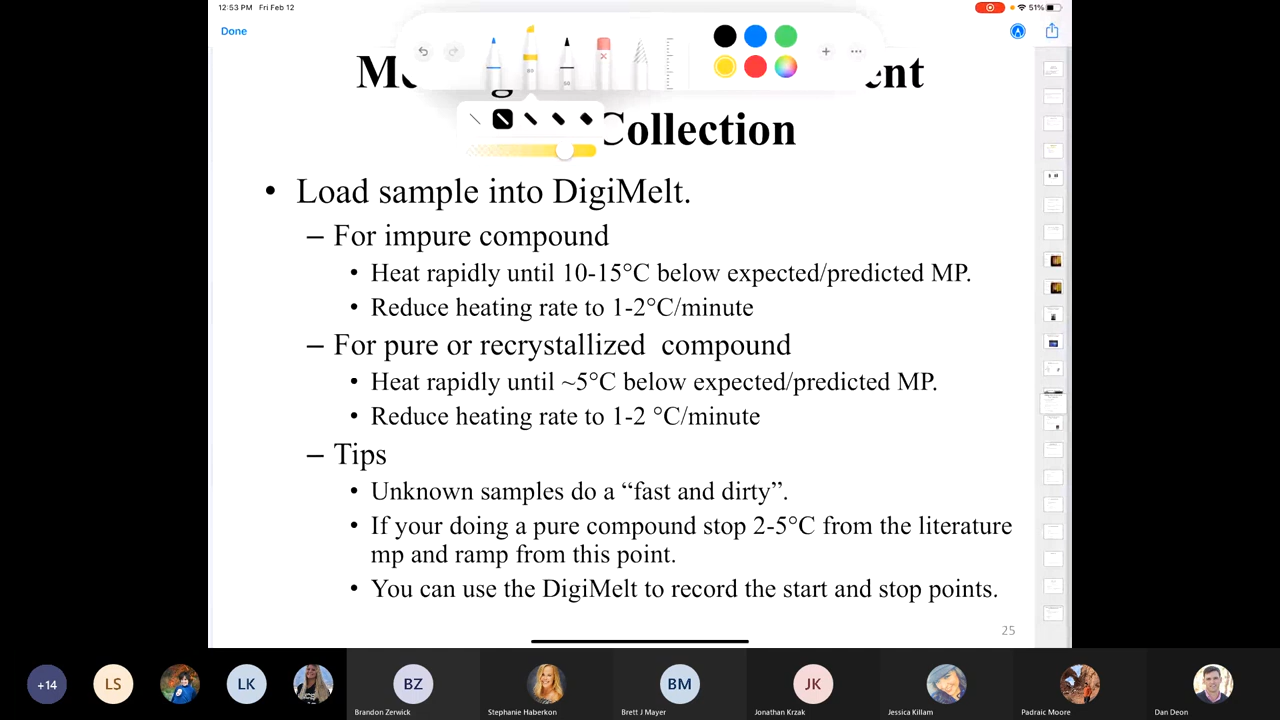 12:53 PM Fri Feb 12
51%
Done
Collection
• Load sample into DigiMelt.
– For impure compound
• Heat rapidly until 10-15°C below expected/predicted MP.
• Reduce heating rate to 1-2°C/minute
– For pure or recrystallized compound
• Heat rapidly until ~5°C below expected/predicted MP.
• Reduce heating rate to 1-2 °C/minute
– Tips
• Unknown samples do a “fast and dirty”.
• If your doing a pure compound stop 2-5°C from the literature
mp and ramp from this point.
• You can use the DigiMelt to record the start and stop points.
25
+14 LS LK BZ BM JK
Brandon Zerwick Stephanie Haberkon Brett J Mayer Jonathan Krzak Jessica Killam Padraic Moore Dan Deon